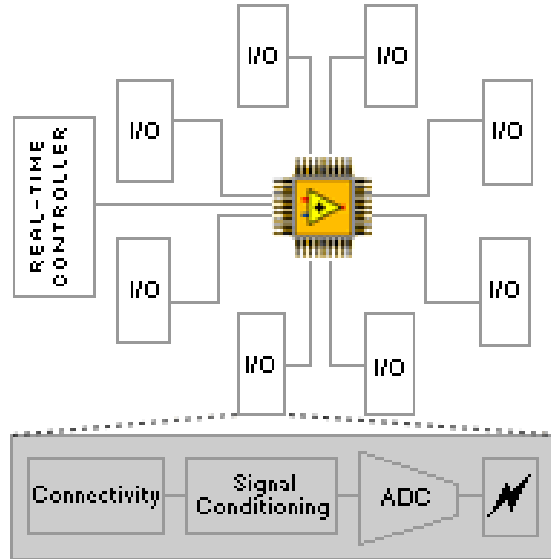 I/O
I/O
I/O
I/O
REAL-TIME
CONTROLLER
I/O
I/O
I/O
I/O
Connectivity
Signal
Conditioning
ADC